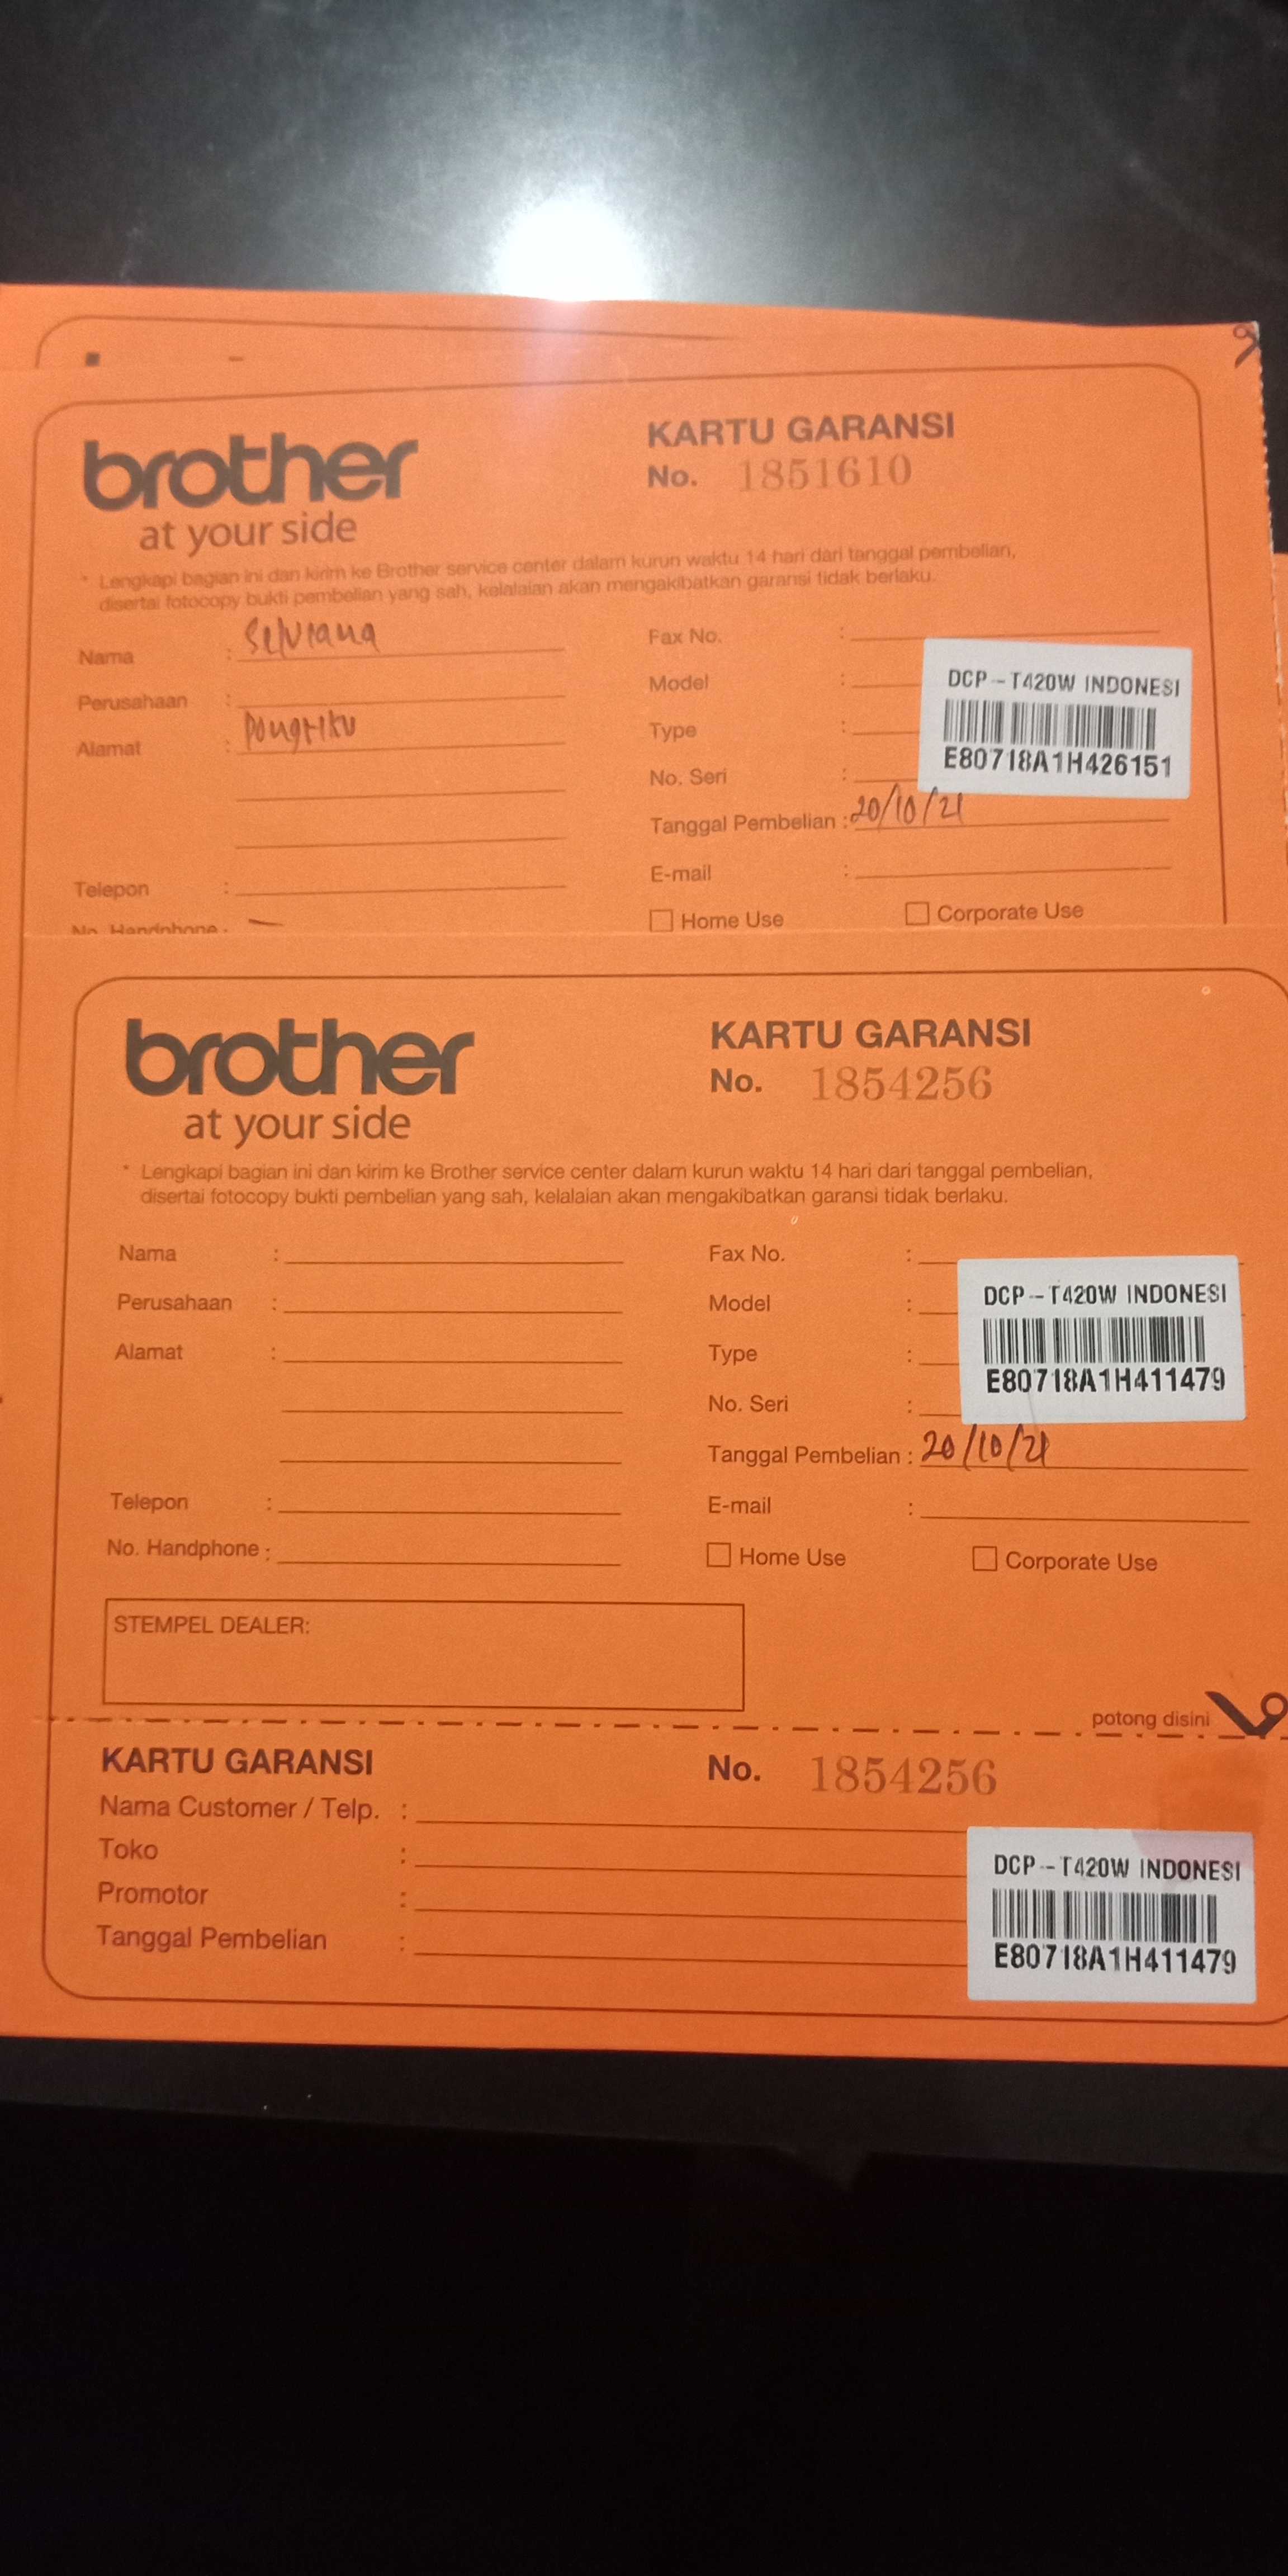 brother
at your side
KARTU GARANSI
No. 1851610
* Lengkapi bagian ini dan kirim ke Brother service center dalam kurun waktu 14 hari dari tanggal pembelian,
disertai fotocopy bukti pembelian yang sah, kelalaian akan mengakibatkan garansi tidak berlaku.
Nama : Selviana
Perusahaan :
Alamat :
Telepon :
No. Handphone :
Fax No. :
Model :
Type :
No. Seri :
DCP-T420W INDONESI
E80718A1H426151
Tanggal Pembelian : 20/10/21
E-mail :
Home Use
Corporate Use
brother
at your side
KARTU GARANSI
No. 1854256
* Lengkapi bagian ini dan kirim ke Brother service center dalam kurun waktu 14 hari dari tanggal pembelian,
disertai fotocopy bukti pembelian yang sah, kelalaian akan mengakibatkan garansi tidak berlaku.
Nama :
Perusahaan :
Alamat :
Telepon :
No. Handphone :
Fax No. :
Model :
Type :
No. Seri :
DCP-T420W INDONESI
E80718A1H411479
Tanggal Pembelian : 20/10/21
E-mail :
Home Use
Corporate Use
STEMPEL DEALER:
potong disini
KARTU GARANSI
No. 1854256
Nama Customer / Telp. :
Toko :
Promotor :
Tanggal Pembelian :
DCP-T420W INDONESI
E80718A1H411479